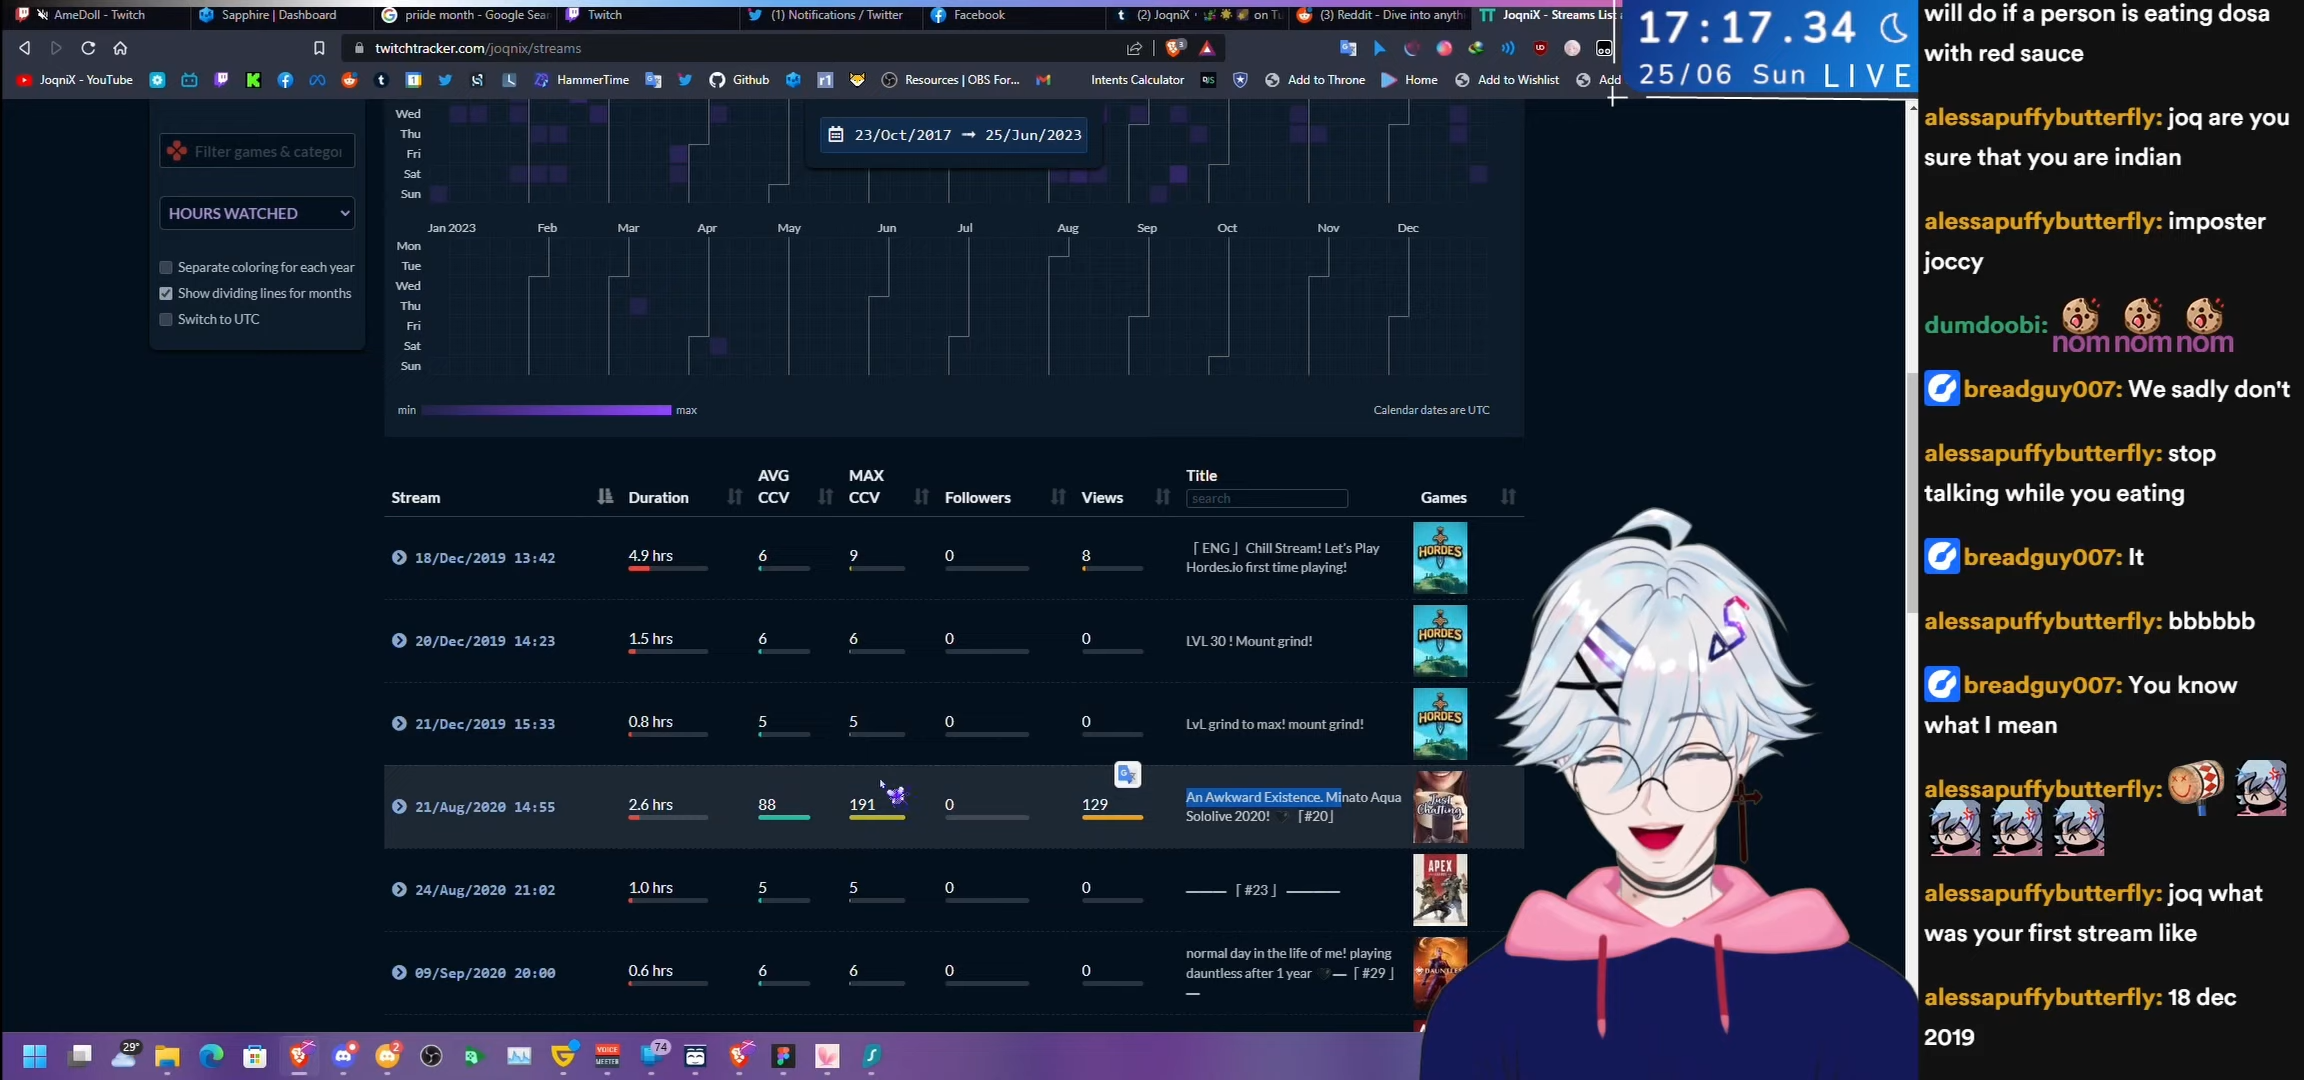 AmeDoll - Twitch
Sapphire | Dashboard
priide month - Google Sear
Twitch
(1) Notifications / Twitter
Facebook
(2) JoqniX
on Tu
(3) Reddit - Dive into anyth
JoqniX - Streams List
twitchtracker.com/joqnix/streams
JoqniX - YouTube
HammerTime
Github
Resources | OBS For...
Intents Calculator
Add to Throne
Home
Add to Wishlist
Add
17:17.34
25/06 Sun LIVE
Filter games & categor
HOURS WATCHED
Separate coloring for each year
Show dividing lines for months
Switch to UTC
Wed
Thu
Fri
Sat
Sun
23/Oct/2017 → 25/Jun/2023
Jan 2023 Feb Mar Apr May Jun Jul Aug Sep Oct Nov Dec
Mon
Tue
Wed
Thu
Fri
Sat
Sun
min max
Calendar dates are UTC
Stream Duration AVG CCV MAX CCV Followers Views Title Games
search
18/Dec/2019 13:42 4.9 hrs 6 9 0 8 「ENG」Chill Stream! Let's Play
Hordes.io first time playing!
HORDES
20/Dec/2019 14:23 1.5 hrs 6 6 0 0 LVL 30 ! Mount grind!
HORDES
21/Dec/2019 15:33 0.8 hrs 5 5 0 0 LvL grind to max! mount grind!
HORDES
21/Aug/2020 14:55 2.6 hrs 88 191 0 129 An Awkward Existence. Minato Aqua
Sololive 2020! 「#20」
Just
Chatting
24/Aug/2020 21:02 1.0 hrs 5 5 0 0 ——— 「#23」 ————
APEX
09/Sep/2020 20:00 0.6 hrs 6 6 0 0 normal day in the life of me! playing
dauntless after 1 year — 「#29」
—
DAUNTLESS
29°
2
VOICE
MEETER
74
will do if a person is eating dosa
with red sauce
alessapuffybutterfly: joq are you
sure that you are indian
alessapuffybutterfly: imposter
joccy
dumdoobi:
nom nom nom
breadguy007: We sadly don't
alessapuffybutterfly: stop
talking while you eating
breadguy007: It
alessapuffybutterfly: bbbbbb
breadguy007: You know
what I mean
alessapuffybutterfly:
alessapuffybutterfly: joq what
was your first stream like
alessapuffybutterfly: 18 dec
2019